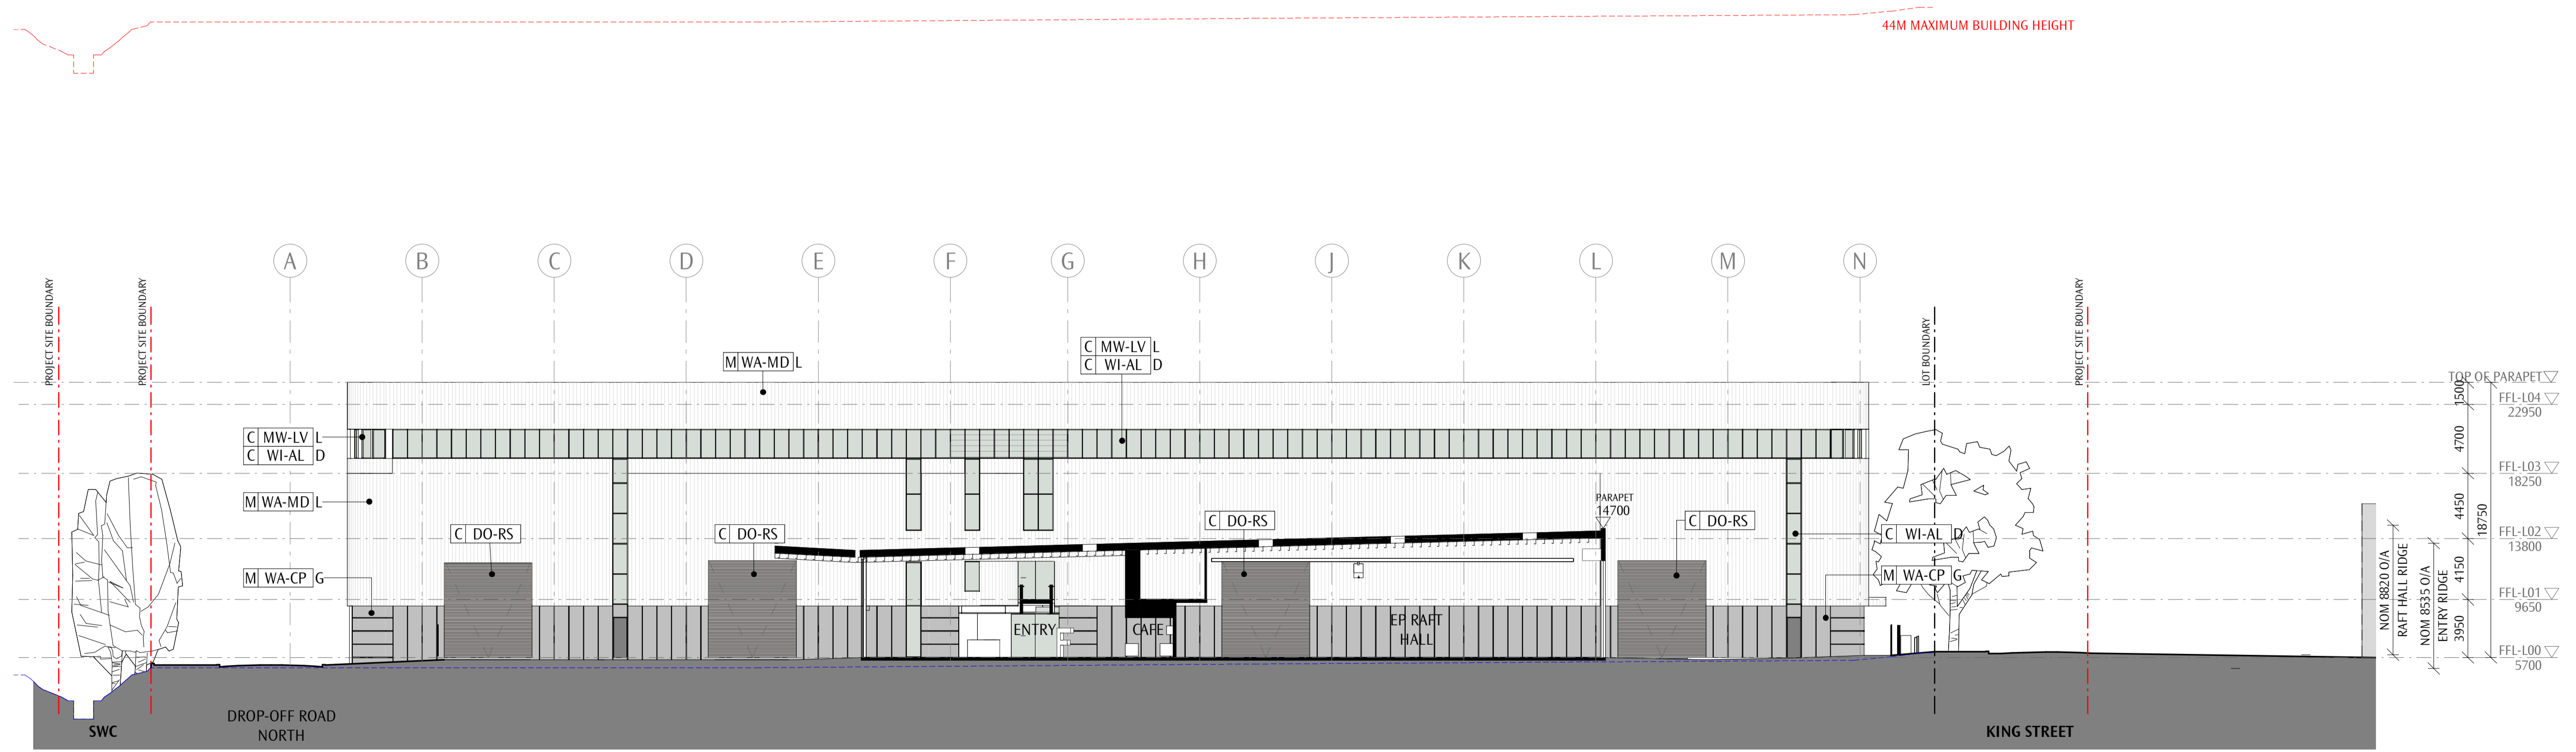 44M MAXIMUM BUILDING HEIGHT
A
B
C
D
E
F
G
H
J
K
L
M
N
PROJECT SITE BOUNDARY
PROJECT SITE BOUNDARY
LOT BOUNDARY
PROJECT SITE BOUNDARY
M WA-MD L
C MW-LV L
C WI-AL D
TOP OF PARAPET
1500
FFL-L04
22950
C MW-LV L
C WI-AL D
4700
FFL-L03
18250
M WA-MD L
PARAPET
14700
4450
18750
C DO-RS
C DO-RS
C DO-RS
C DO-RS
C WI-AL D
FFL-L02
13800
M WA-CP G
M WA-CP G
4150
FFL-L01
9650
NOM 8820 O/A
RAFT HALL RIDGE
NOM 8535 O/A
ENTRY RIDGE
ENTRY
CAFE
EP RAFT
HALL
3950
FFL-L00
5700
DROP-OFF ROAD
NORTH
SWC
KING STREET